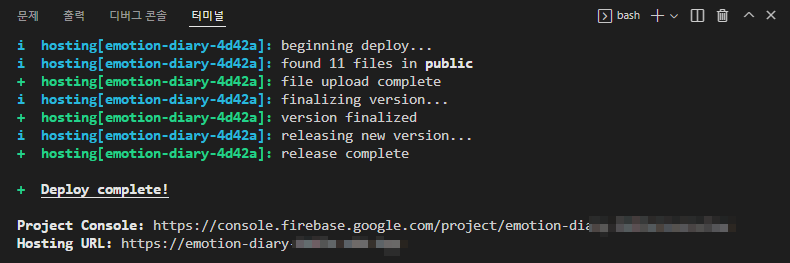 문제 출력 디버그 콘솔 터미널 bash
i hosting[emotion-diary-4d42a]: beginning deploy...
i hosting[emotion-diary-4d42a]: found 11 files in public
+ hosting[emotion-diary-4d42a]: file upload complete
i hosting[emotion-diary-4d42a]: finalizing version...
+ hosting[emotion-diary-4d42a]: version finalized
i hosting[emotion-diary-4d42a]: releasing new version...
+ hosting[emotion-diary-4d42a]: release complete
+ Deploy complete!
Project Console: https://console.firebase.google.com/project/emotion-dia
Hosting URL: https://emotion-diary-